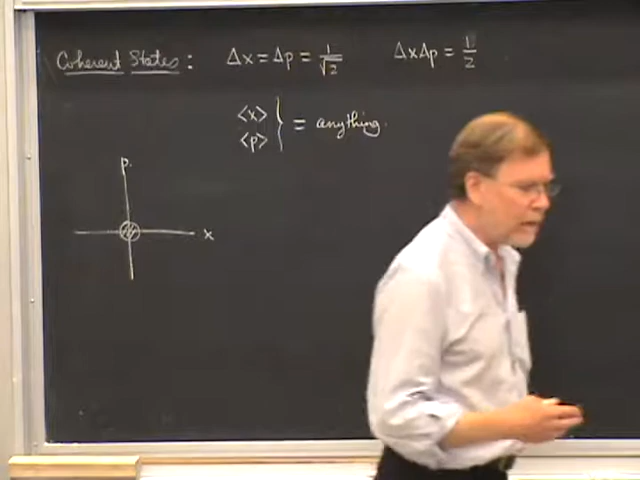 Coherent States: Δx = Δp = 1/√2 ΔxΔp = 1/2
<x>
<p> } = anything.
p.
x